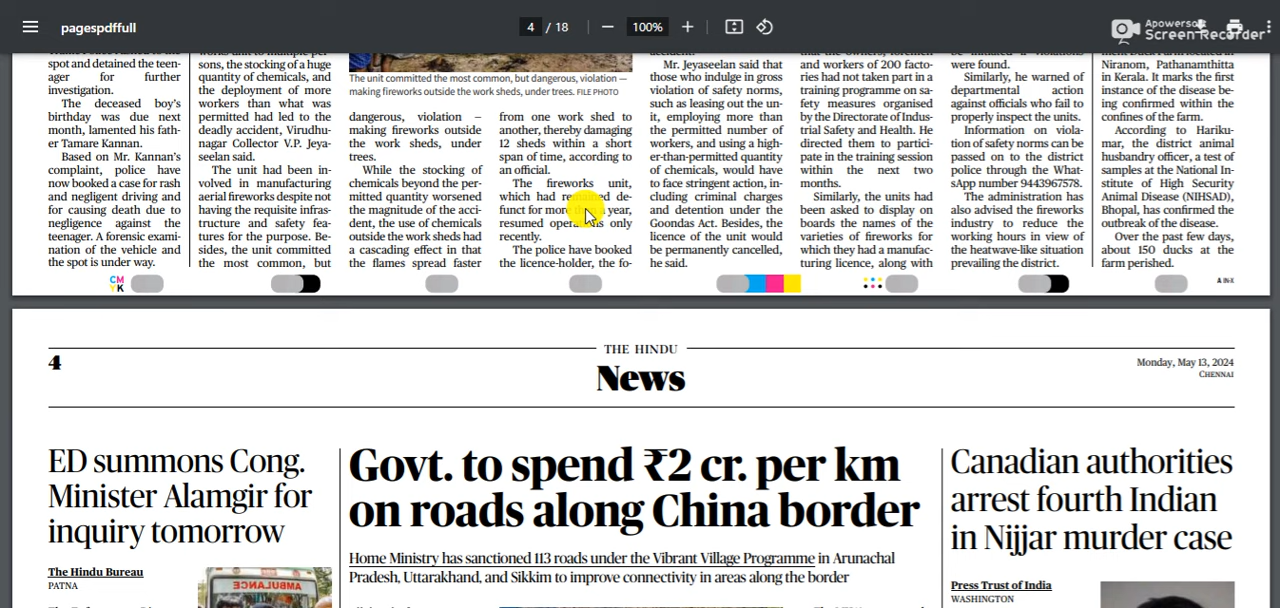 pagespdffull
4 / 18
100%
Apowersoft
Screen Recorder
spot and detained the teen-
ager for further
investigation.
The deceased boy's
birthday was due next
month, lamented his fath-
er Tamare Kannan.
Based on Mr. Kannan's
complaint, police have
now booked a case for rash
and negligent driving and
for causing death due to
negligence against the
teenager. A forensic exami-
nation of the vehicle and
the spot is under way.
sons, the stocking of a huge
quantity of chemicals, and
the deployment of more
workers than what was
permitted had led to the
deadly accident, Virudhu-
nagar Collector V.P. Jeya-
seelan said.
The unit had been in-
volved in manufacturing
aerial fireworks despite not
having the requisite infras-
tructure and safety fea-
tures for the purpose. Be-
sides, the unit committed
the most common, but
The unit committed the most common, but dangerous, violation —
making fireworks outside the work sheds, under trees. FILE PHOTO
dangerous, violation –
making fireworks outside
the work sheds, under
trees.
While the stocking of
chemicals beyond the per-
mitted quantity worsened
the magnitude of the acci-
dent, the use of chemicals
outside the work sheds had
a cascading effect in that
the flames spread faster
from one work shed to
another, thereby damaging
12 sheds within a short
span of time, according to
an official.
The fireworks unit,
which had remained de-
funct for more than a year,
resumed operations only
recently.
The police have booked
the licence-holder, the fo-
accident.
Mr. Jeyaseelan said that
those who indulge in gross
violation of safety norms,
such as leasing out the un-
it, employing more than
the permitted number of
workers, and using a high-
er-than-permitted quantity
of chemicals, would have
to face stringent action, in-
cluding criminal charges
and detention under the
Goondas Act. Besides, the
licence of the unit would
be permanently cancelled,
he said.
that the owners, foremen
and workers of 200 facto-
ries had not taken part in a
training programme on sa-
fety measures organised
by the Directorate of Indus-
trial Safety and Health. He
directed them to partici-
pate in the training session
within the next two
months.
Similarly, the units had
been asked to display on
boards the names of the
varieties of fireworks for
which they had a manufac-
turing licence, along with
be initiated if violations
were found.
Similarly, he warned of
departmental action
against officials who fail to
properly inspect the units.
Information on viola-
tion of safety norms can be
passed on to the district
police through the What-
sApp number 9443967578.
The administration has
also advised the fireworks
industry to reduce the
working hours in view of
the heatwave-like situation
prevailing the district.
Niranom, Pathanamthitta
in Kerala. It marks the first
instance of the disease be-
ing confirmed within the
confines of the farm.
According to Hariku-
mar, the district animal
husbandry officer, a test of
samples at the National In-
stitute of High Security
Animal Disease (NIHSAD),
Bhopal, has confirmed the
outbreak of the disease.
Over the past few days,
about 150 ducks at the
farm perished.
CM
YK
4
THE HINDU
News
Monday, May 13, 2024
CHENNAI
ED summons Cong.
Minister Alamgir for
inquiry tomorrow
The Hindu Bureau
PATNA
AMBULANCE
Govt. to spend ₹2 cr. per km
on roads along China border
Home Ministry has sanctioned 113 roads under the Vibrant Village Programme in Arunachal
Pradesh, Uttarakhand, and Sikkim to improve connectivity in areas along the border
Canadian authorities
arrest fourth Indian
in Nijjar murder case
Press Trust of India
WASHINGTON